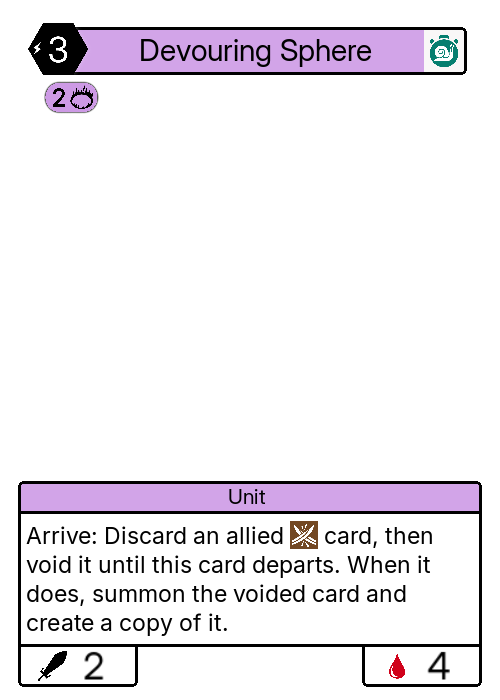 3 Devouring Sphere
2
Unit
Arrive: Discard an allied card, then
void it until this card departs. When it
does, summon the voided card and
create a copy of it.
2 4